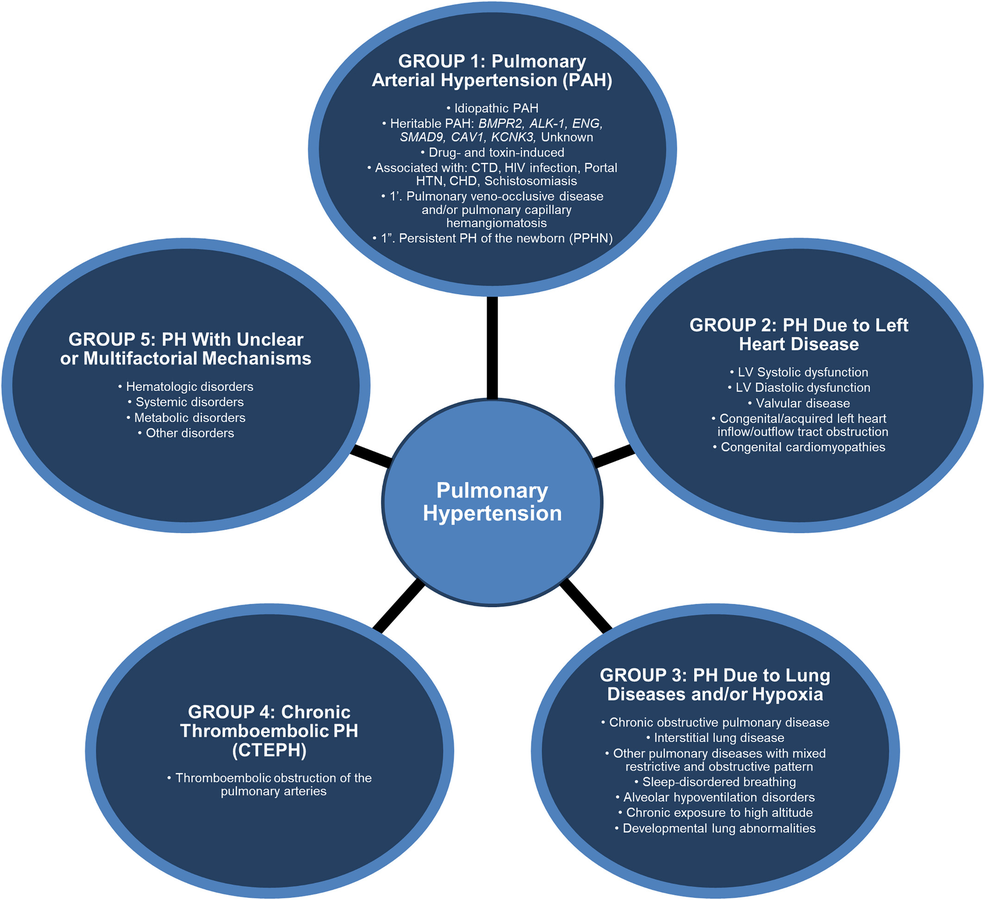 GROUP 1: Pulmonary
Arterial Hypertension (PAH)
• Idiopathic PAH
• Heritable PAH: BMPR2, ALK-1, ENG,
SMAD9, CAV1, KCNK3, Unknown
• Drug- and toxin-induced
• Associated with: CTD, HIV infection, Portal
HTN, CHD, Schistosomiasis
• 1’. Pulmonary veno-occlusive disease
and/or pulmonary capillary
hemangiomatosis
• 1”. Persistent PH of the newborn (PPHN)
GROUP 2: PH Due to Left
Heart Disease
• LV Systolic dysfunction
• LV Diastolic dysfunction
• Valvular disease
• Congenital/acquired left heart
inflow/outflow tract obstruction
• Congenital cardiomyopathies
GROUP 3: PH Due to Lung
Diseases and/or Hypoxia
• Chronic obstructive pulmonary disease
• Interstitial lung disease
• Other pulmonary diseases with mixed
restrictive and obstructive pattern
• Sleep-disordered breathing
• Alveolar hypoventilation disorders
• Chronic exposure to high altitude
• Developmental lung abnormalities
GROUP 4: Chronic
Thromboembolic PH
(CTEPH)
• Thromboembolic obstruction of the
pulmonary arteries
GROUP 5: PH With Unclear
or Multifactorial Mechanisms
• Hematologic disorders
• Systemic disorders
• Metabolic disorders
• Other disorders
Pulmonary
Hypertension